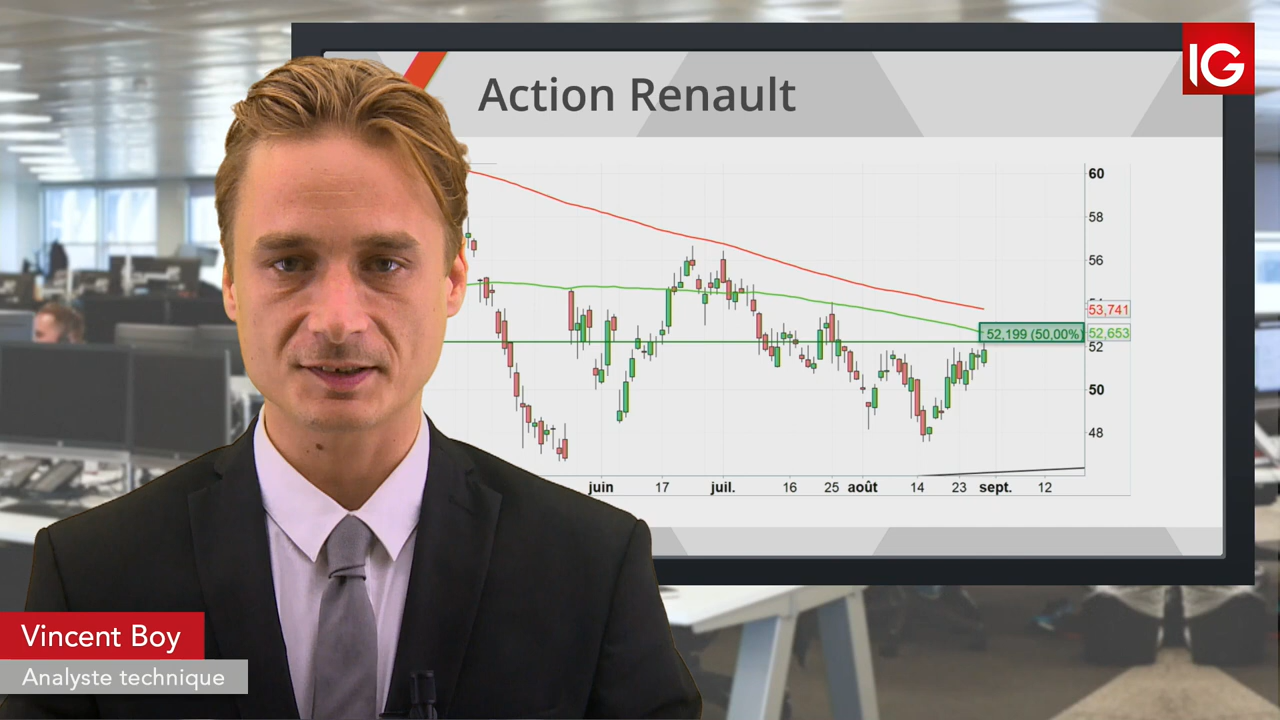 IG
Action Renault
60
58
56
53,741
52,199 (50,00%)
52,653
52
50
48
juin 17 juil. 16 25 août 14 23 sept. 12
Vincent Boy
Analyste technique